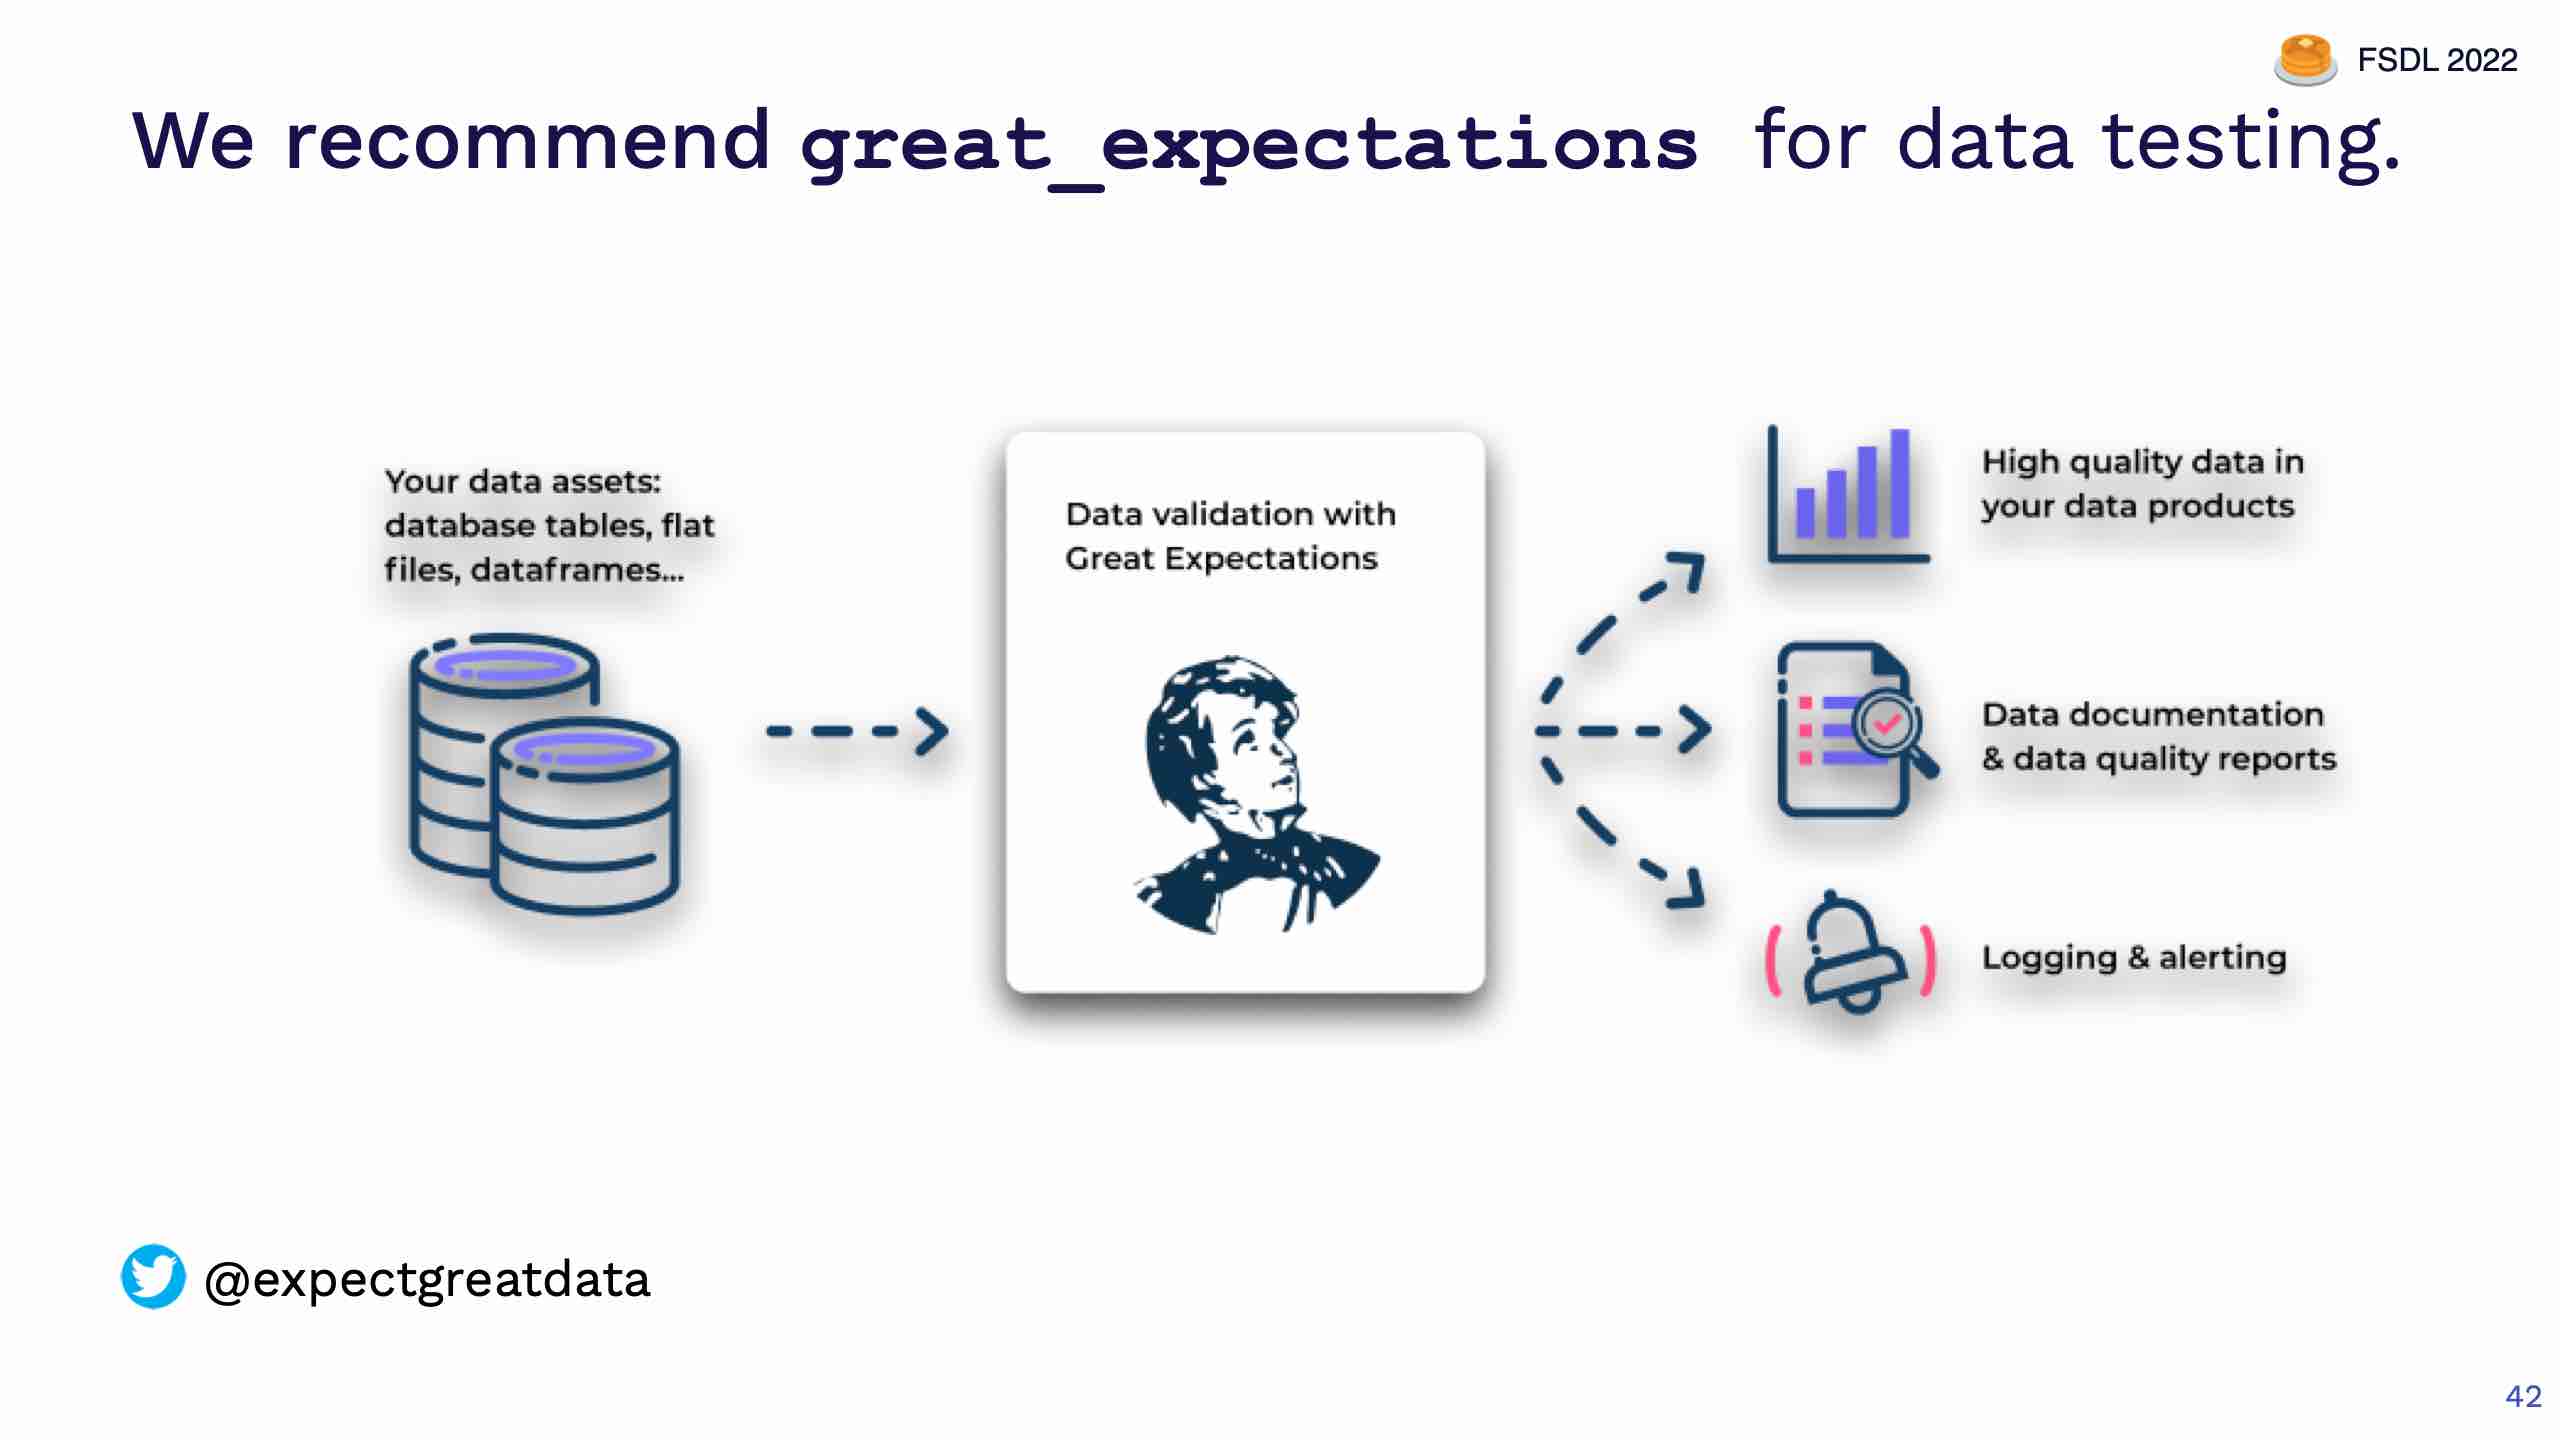 FSDL 2022
We recommend great_expectations for data testing.
Your data assets:
database tables, flat
files, dataframes...
Data validation with
Great Expectations
High quality data in
your data products
Data documentation
& data quality reports
Logging & alerting
@expectgreatdata
42